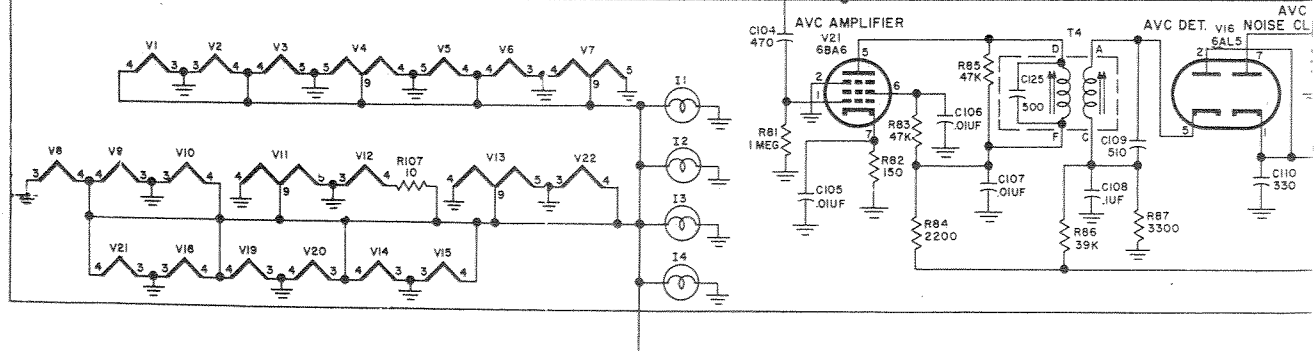 AVC AMPLIFIER
V21
6BA6
C104
470
5
2
1
6
7
R81
1 MEG
C105
.01UF
R82
150
R83
47K
C106
.01UF
R84
2200
R85
47K
C107
.01UF
T4
D
A
C125
500
F
C
C109
510
C108
.1UF
R86
39K
R87
3300
AVC DET.
V16
6AL5
AVC
NOISE CL
2
7
5
1
C110
330
V1 V2 V3 V4 V5 V6 V7
4 3 3 4 4 5 5 4 4 5 5 4 4 3 4 5
9 9
I1
I2
I3
I4
V8 V9 V10 V11 V12 R107 V13 V22
10
3 4 4 3 3 4 4 5 3 4 4 5 3 4
9 9
V21 V18 V19 V20 V14 V15
4 3 3 4 4 3 3 4 4 3 3 4